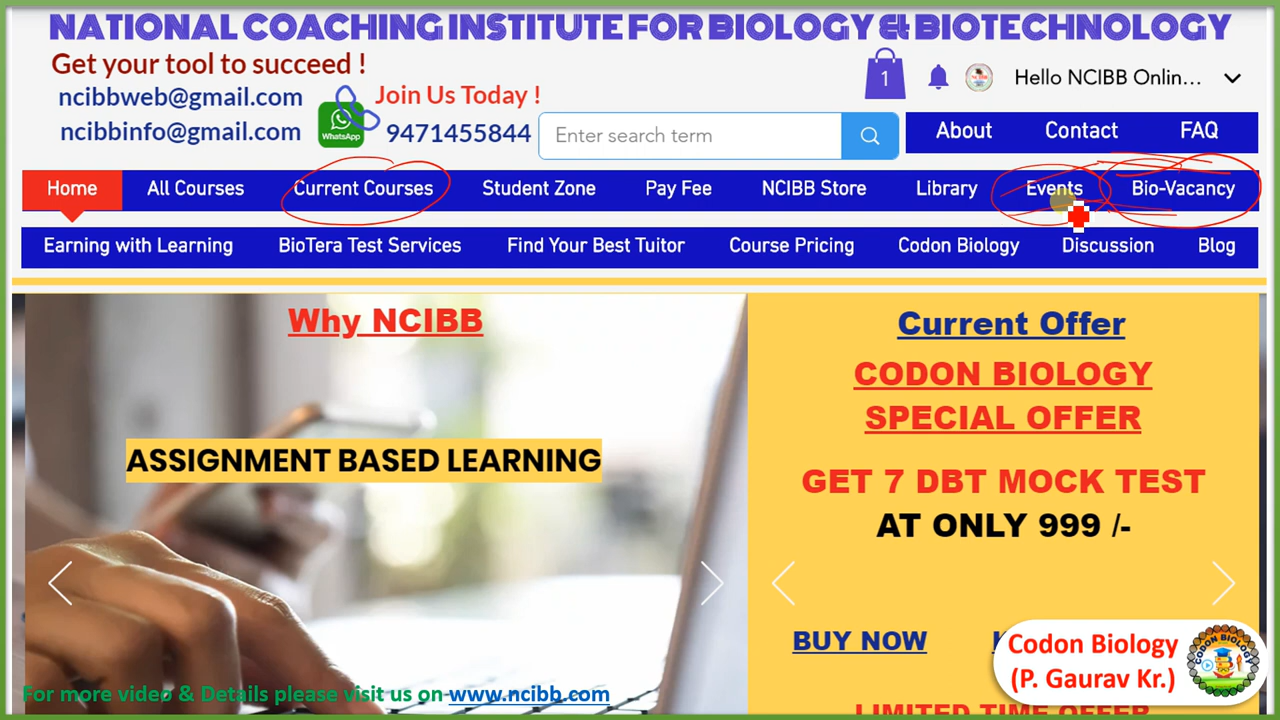 NATIONAL COACHING INSTITUTE FOR BIOLOGY & BIOTECHNOLOGY
Get your tool to succeed !
ncibbweb@gmail.com
ncibbinfo@gmail.com
WhatsApp
Join Us Today !
9471455844
Enter search term
1
Hello NCIBB Onlin...
About Contact FAQ
Home All Courses Current Courses Student Zone Pay Fee NCIBB Store Library Events Bio-Vacancy
Earning with Learning BioTera Test Services Find Your Best Tutor Course Pricing Codon Biology Discussion Blog
Why NCIBB
ASSIGNMENT BASED LEARNING
Current Offer
CODON BIOLOGY
SPECIAL OFFER
GET 7 DBT MOCK TEST
AT ONLY 999 /-
BUY NOW
LIMITED TIME OFFER
Codon Biology
(P. Gaurav Kr.)
CODON BIOLOGY
For more video & Details please visit us on www.ncibb.com